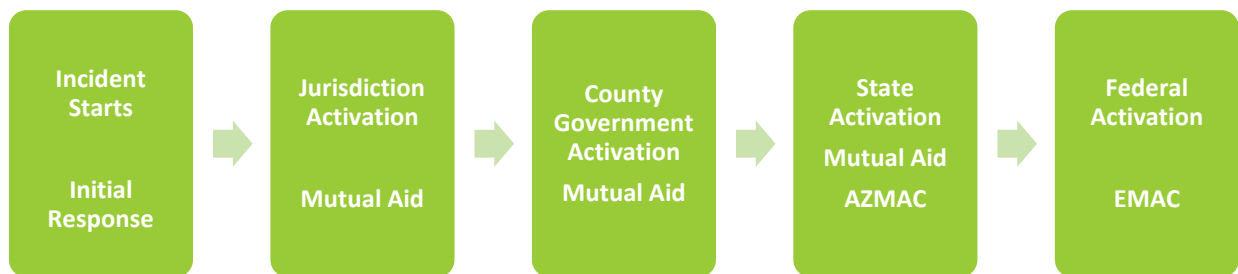 Incident
Starts
Initial
Response
Jurisdiction
Activation
Mutual Aid
County
Government
Activation
Mutual Aid
State
Activation
Mutual Aid
AZMAC
Federal
Activation
EMAC